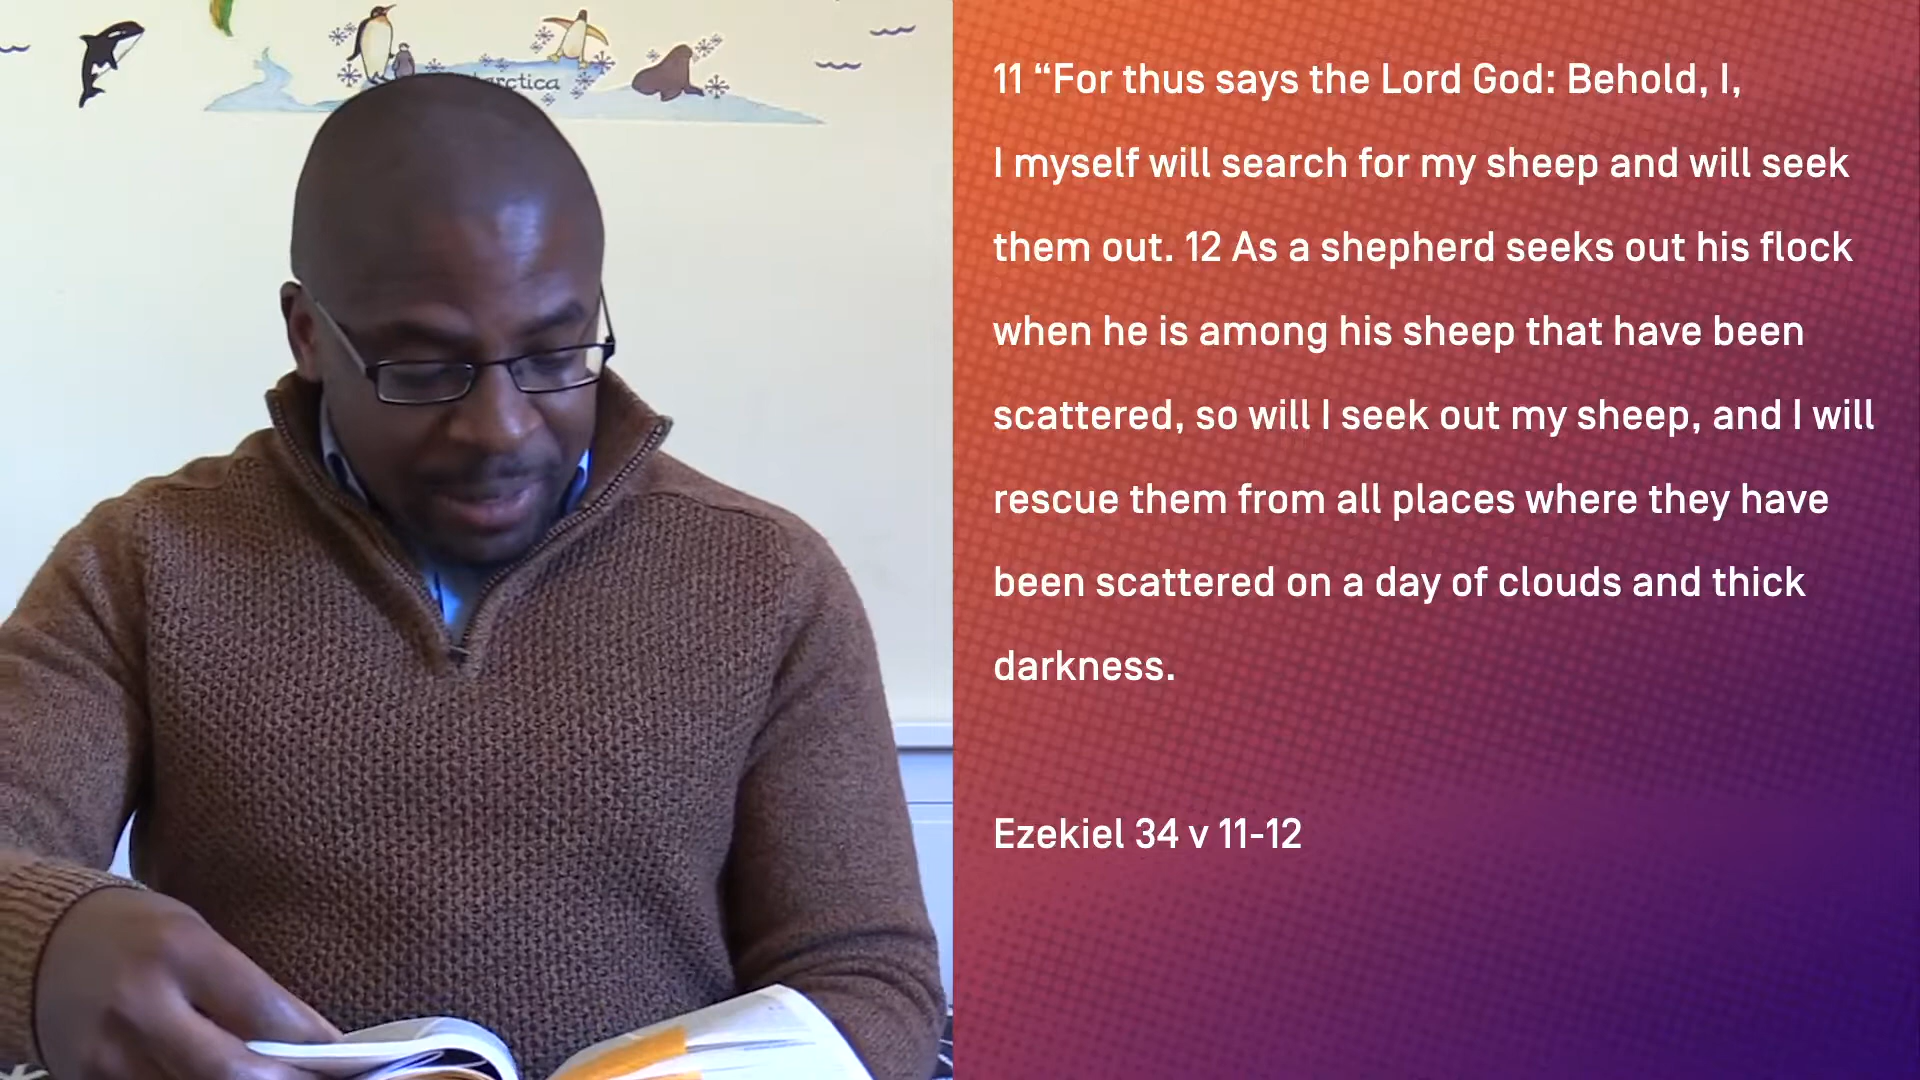 arctica
11 “For thus says the Lord God: Behold, I,
I myself will search for my sheep and will seek
them out. 12 As a shepherd seeks out his flock
when he is among his sheep that have been
scattered, so will I seek out my sheep, and I will
rescue them from all places where they have
been scattered on a day of clouds and thick
darkness.
Ezekiel 34 v 11-12